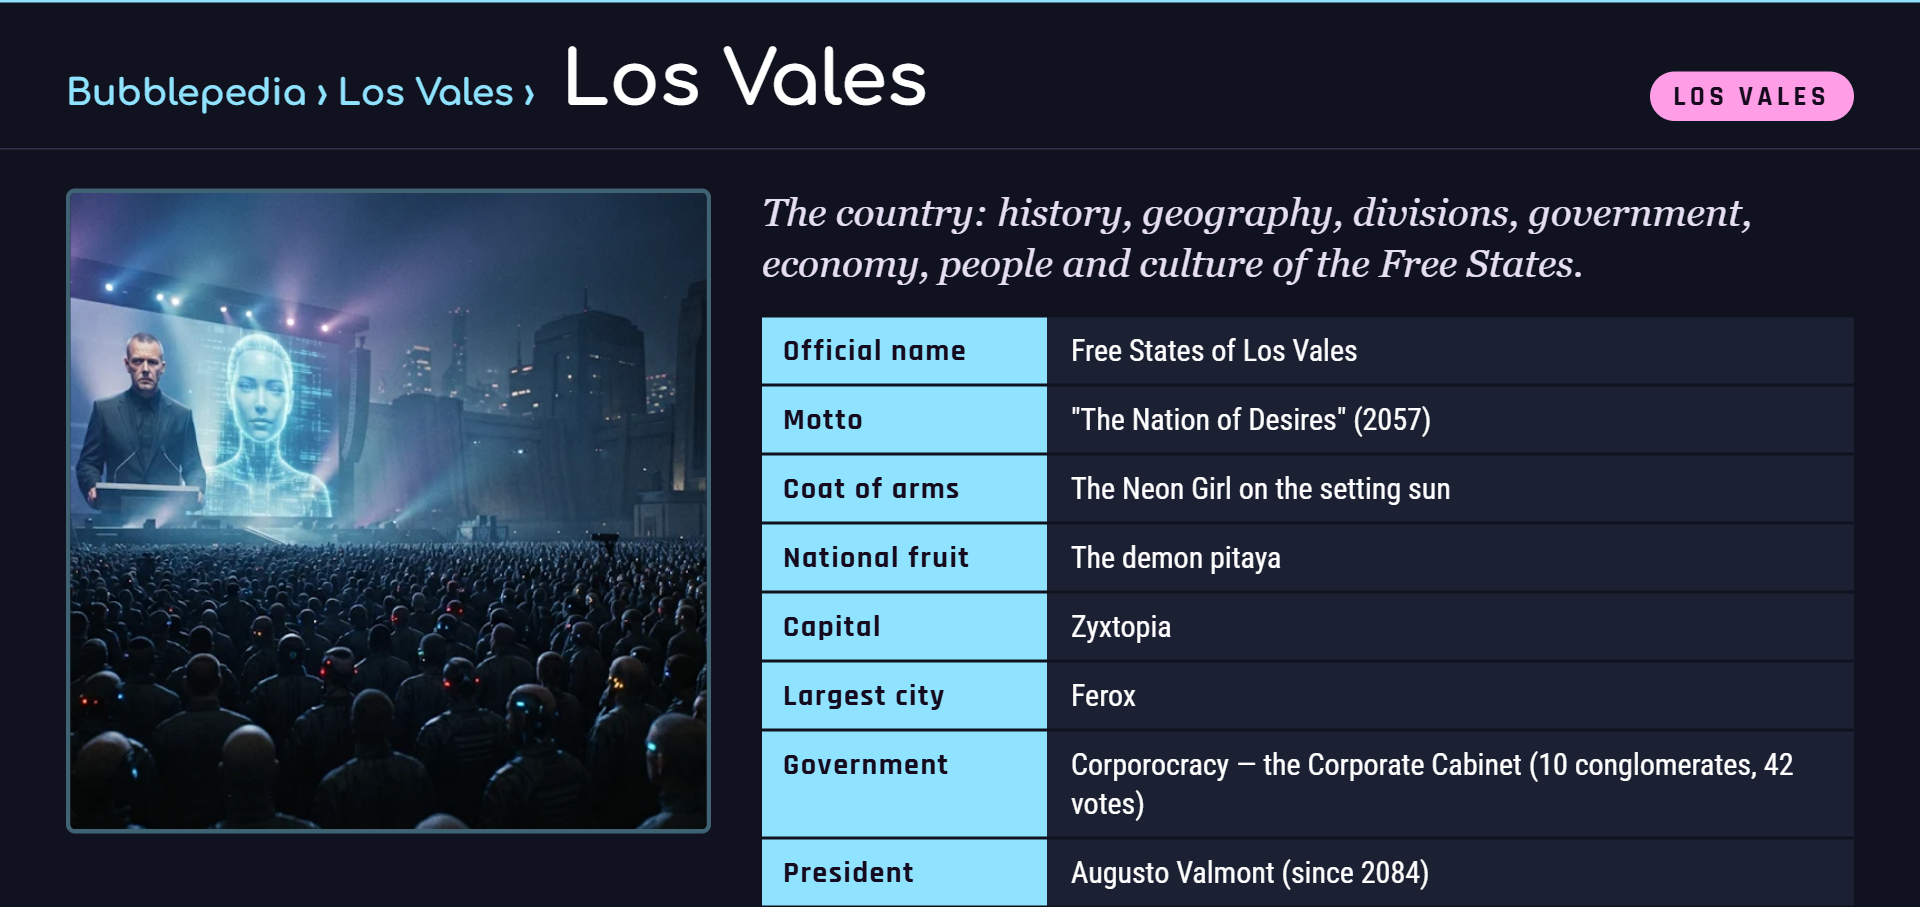 Bubblepedia › Los Vales › Los Vales
LOS VALES
The country: history, geography, divisions, government,
economy, people and culture of the Free States.
Official name Free States of Los Vales
Motto "The Nation of Desires" (2057)
Coat of arms The Neon Girl on the setting sun
National fruit The demon pitaya
Capital Zyxtopia
Largest city Ferox
Government Corporocracy — the Corporate Cabinet (10 conglomerates, 42
votes)
President Augusto Valmont (since 2084)